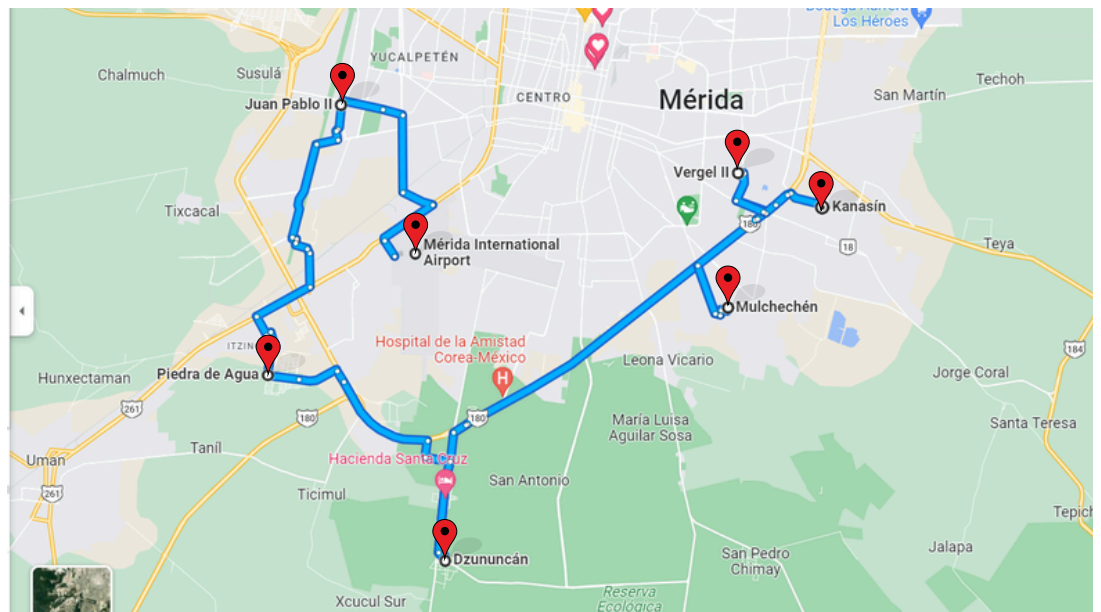 Bodega Aurrera
Los Héroes
YUCALPETÉN
Chalmuch
Susulá
Techoh
Juan Pablo II
CENTRO
Mérida
San Martín
Vergel II
Tixcacal
Kanasín
180
18
Teya
Mérida International
Airport
Mulchechén
Hospital de la Amistad
Corea-México
H
ITZIN
Leona Vicario
184
Hunxectaman
Piedra de Agua
Jorge Coral
261
180
180
María Luisa
Aguilar Sosa
Santa Teresa
Taníl
Uman
Hacienda Santa Cruz
261
Ticimul
San Antonio
Tepich
Dzununcán
San Pedro
Chimay
Jalapa
Xcucul Sur
Reserva
Ecológica